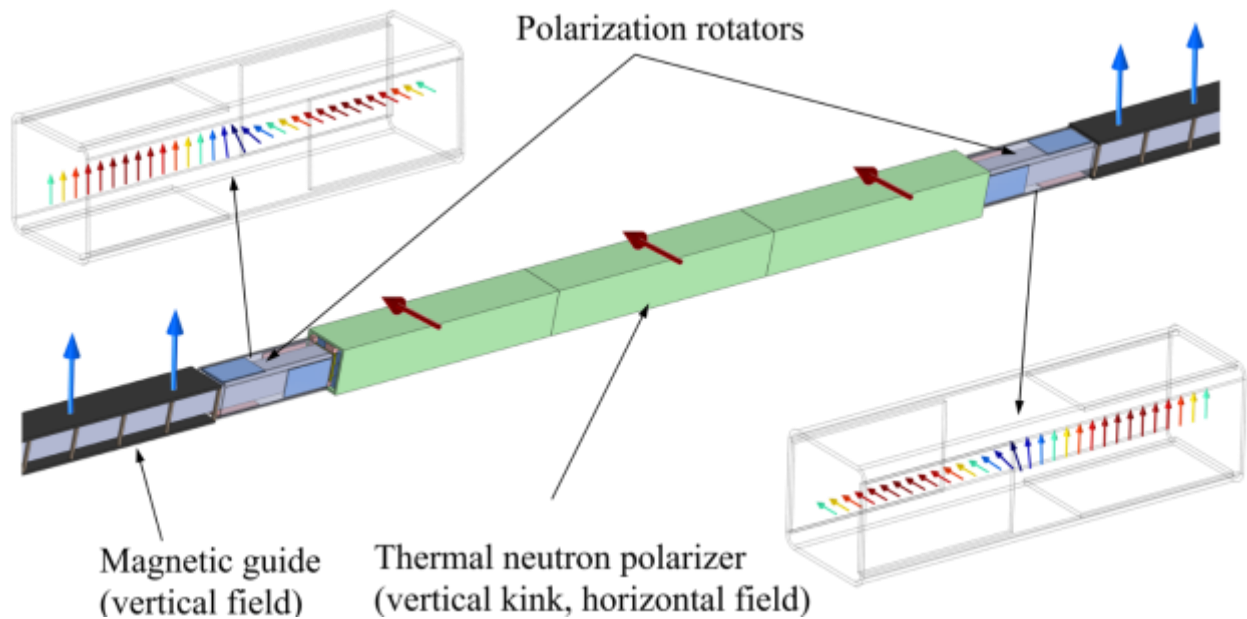 Polarization rotators
Magnetic guide
(vertical field)
Thermal neutron polarizer
(vertical kink, horizontal field)